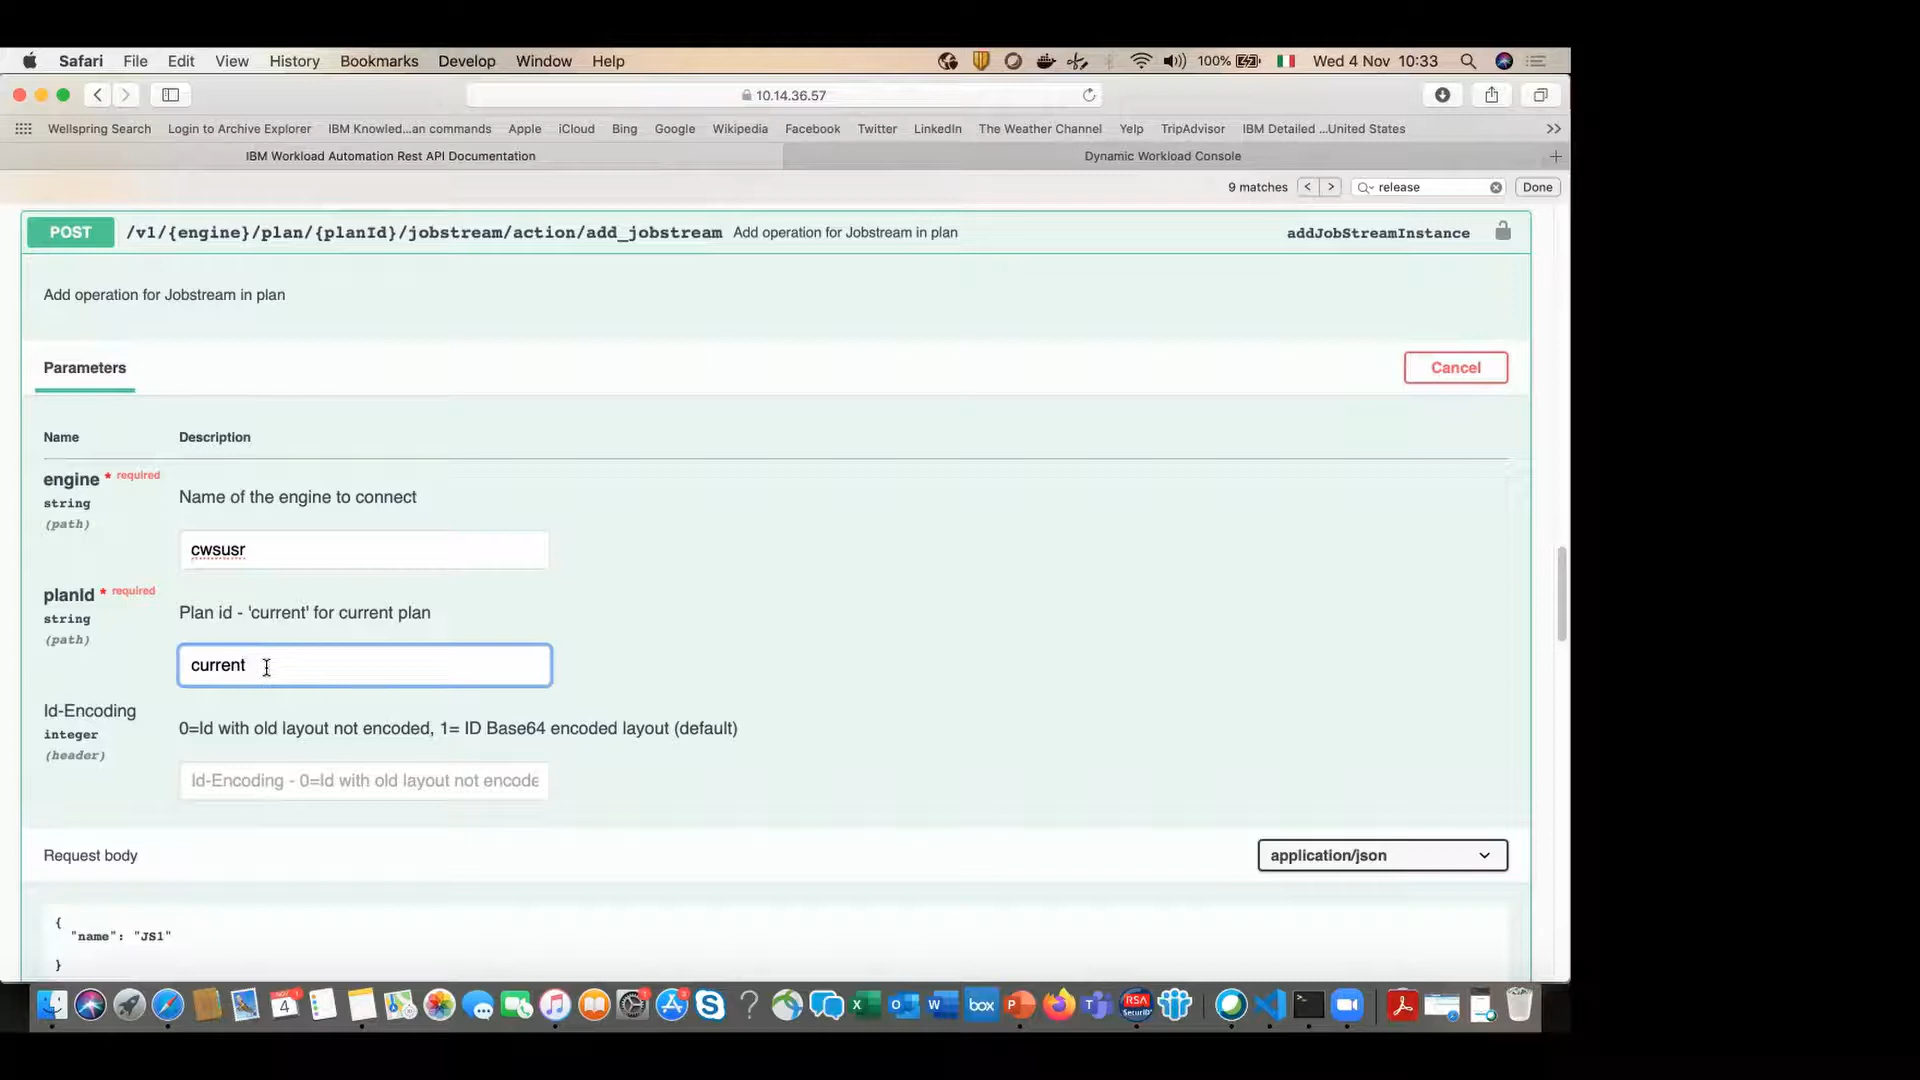 Safari File Edit View History Bookmarks Develop Window Help 100% Wed 4 Nov 10:33
10.14.36.57
Wellspring Search Login to Archive Explorer IBM Knowled...an commands Apple iCloud Bing Google Wikipedia Facebook Twitter LinkedIn The Weather Channel Yelp TripAdvisor IBM Detailed ...United States
IBM Workload Automation Rest API Documentation Dynamic Workload Console
9 matches release Done
POST /v1/{engine}/plan/{planId}/jobstream/action/add_jobstream Add operation for Jobstream in plan addJobStreamInstance
Add operation for Jobstream in plan
Parameters Cancel
Name Description
engine * required
string
(path)
Name of the engine to connect
cwsusr
planId * required
string
(path)
Plan id - 'current' for current plan
current
Id-Encoding
integer
(header)
0=Id with old layout not encoded, 1= ID Base64 encoded layout (default)
Id-Encoding - 0=Id with old layout not encode
Request body application/json
{
"name": "JS1"
}
box
RSA
SecurID